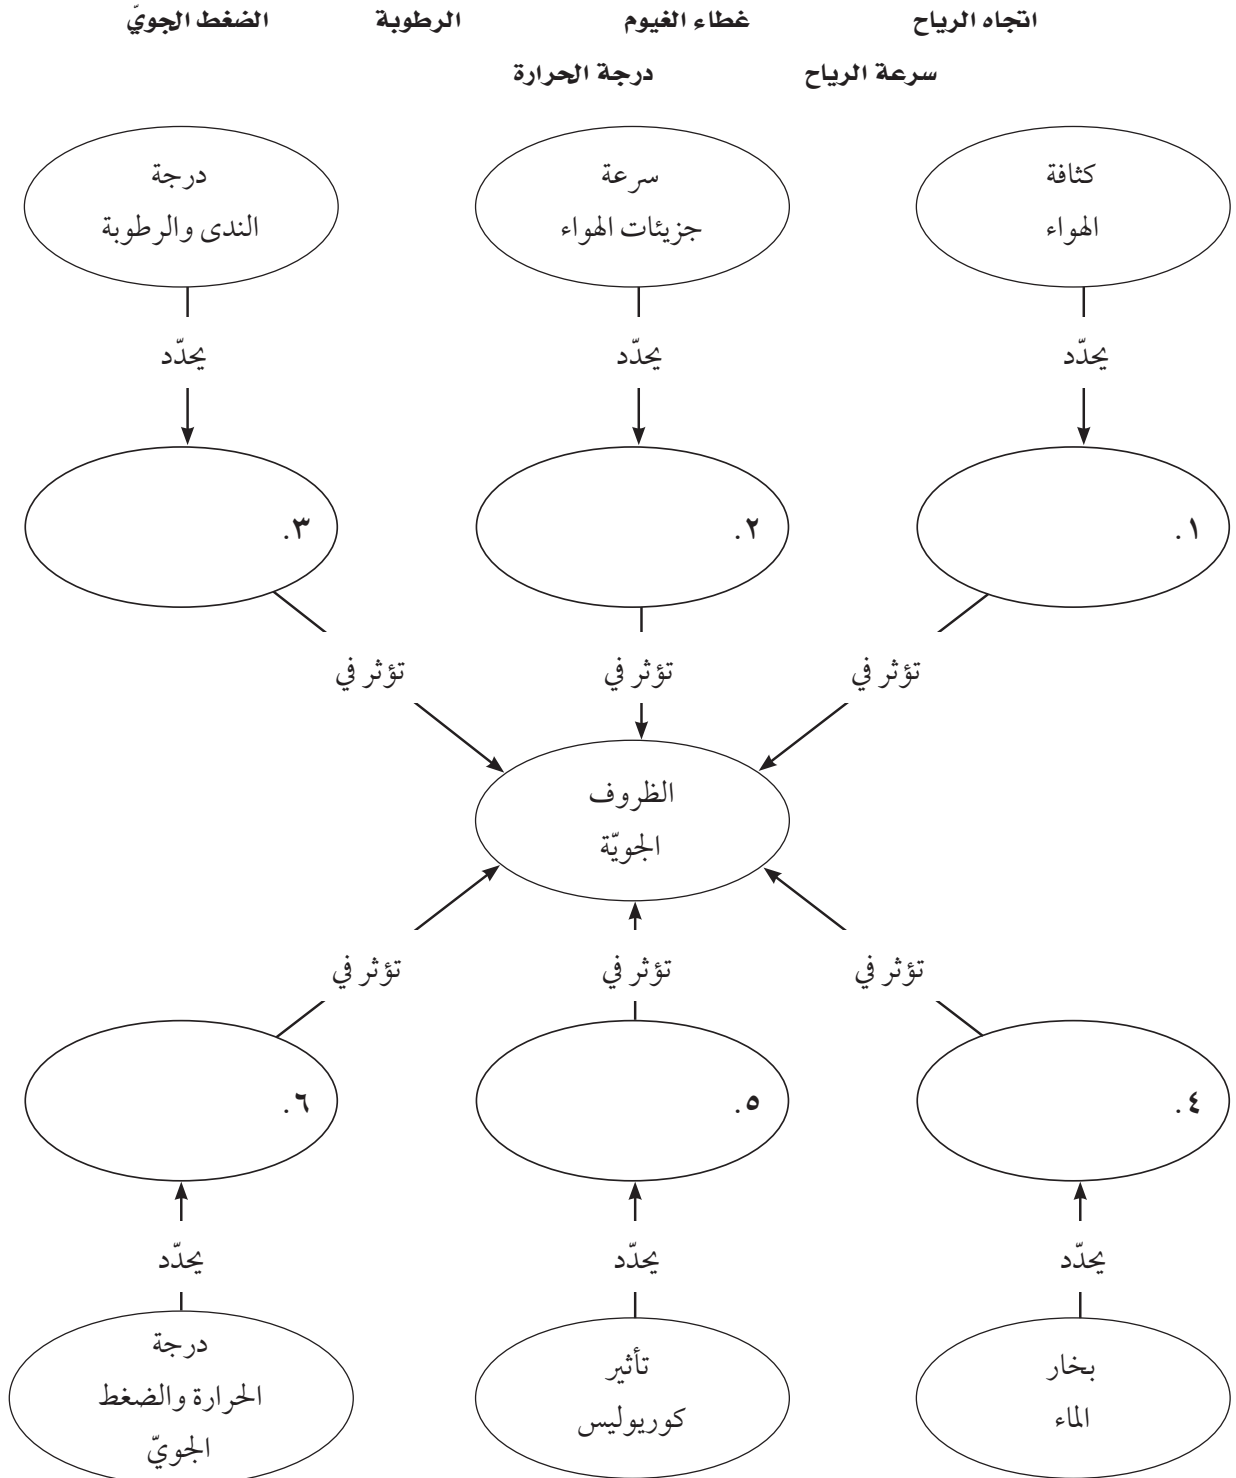 اتجاه الرياح غطاء الغيوم الرطوبة الضغط الجويّ
سرعة الرياح درجة الحرارة
كثافة
الهواء
سرعة
جزيئات الهواء
درجة
الندى والرطوبة
يحدّد يحدّد يحدّد
١. ٢. ٣.
تؤثر في تؤثر في تؤثر في
الظروف
الجويّة
تؤثر في تؤثر في تؤثر في
٤. ٥. ٦.
يحدّد يحدّد يحدّد
بخار
الماء
تأثير
كوريوليس
درجة
الحرارة والضغط
الجويّ